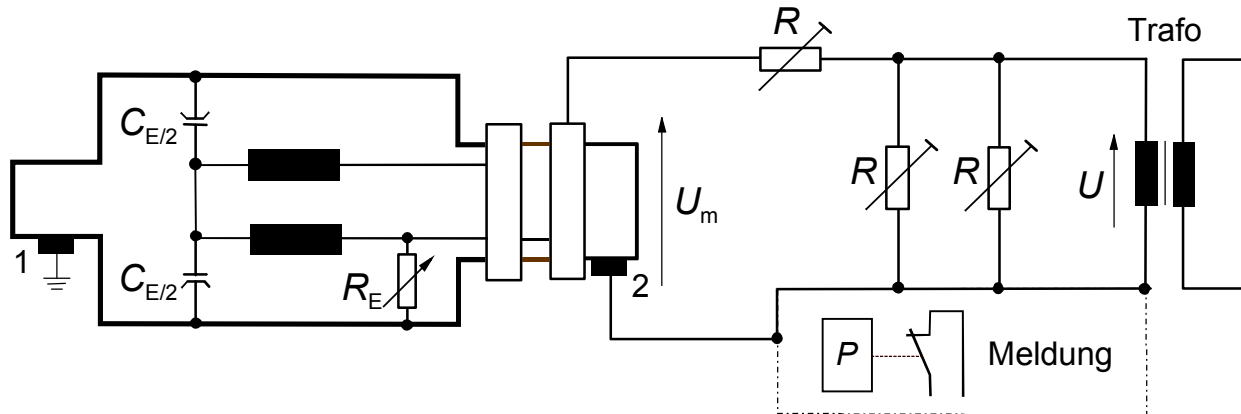 R
Trafo
C_E/2
R
R
U
U_m
1
C_E/2
R_E
2
P
Meldung